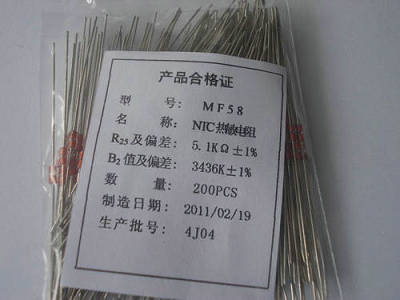 产品合格证
型 号: MF58
名 称: NTC热敏电阻
R25及偏差: 5.1KΩ±1%
B2值及偏差: 3436K±1%
数 量: 200PCS
制造日期: 2011/02/19
生产批号: 4J04